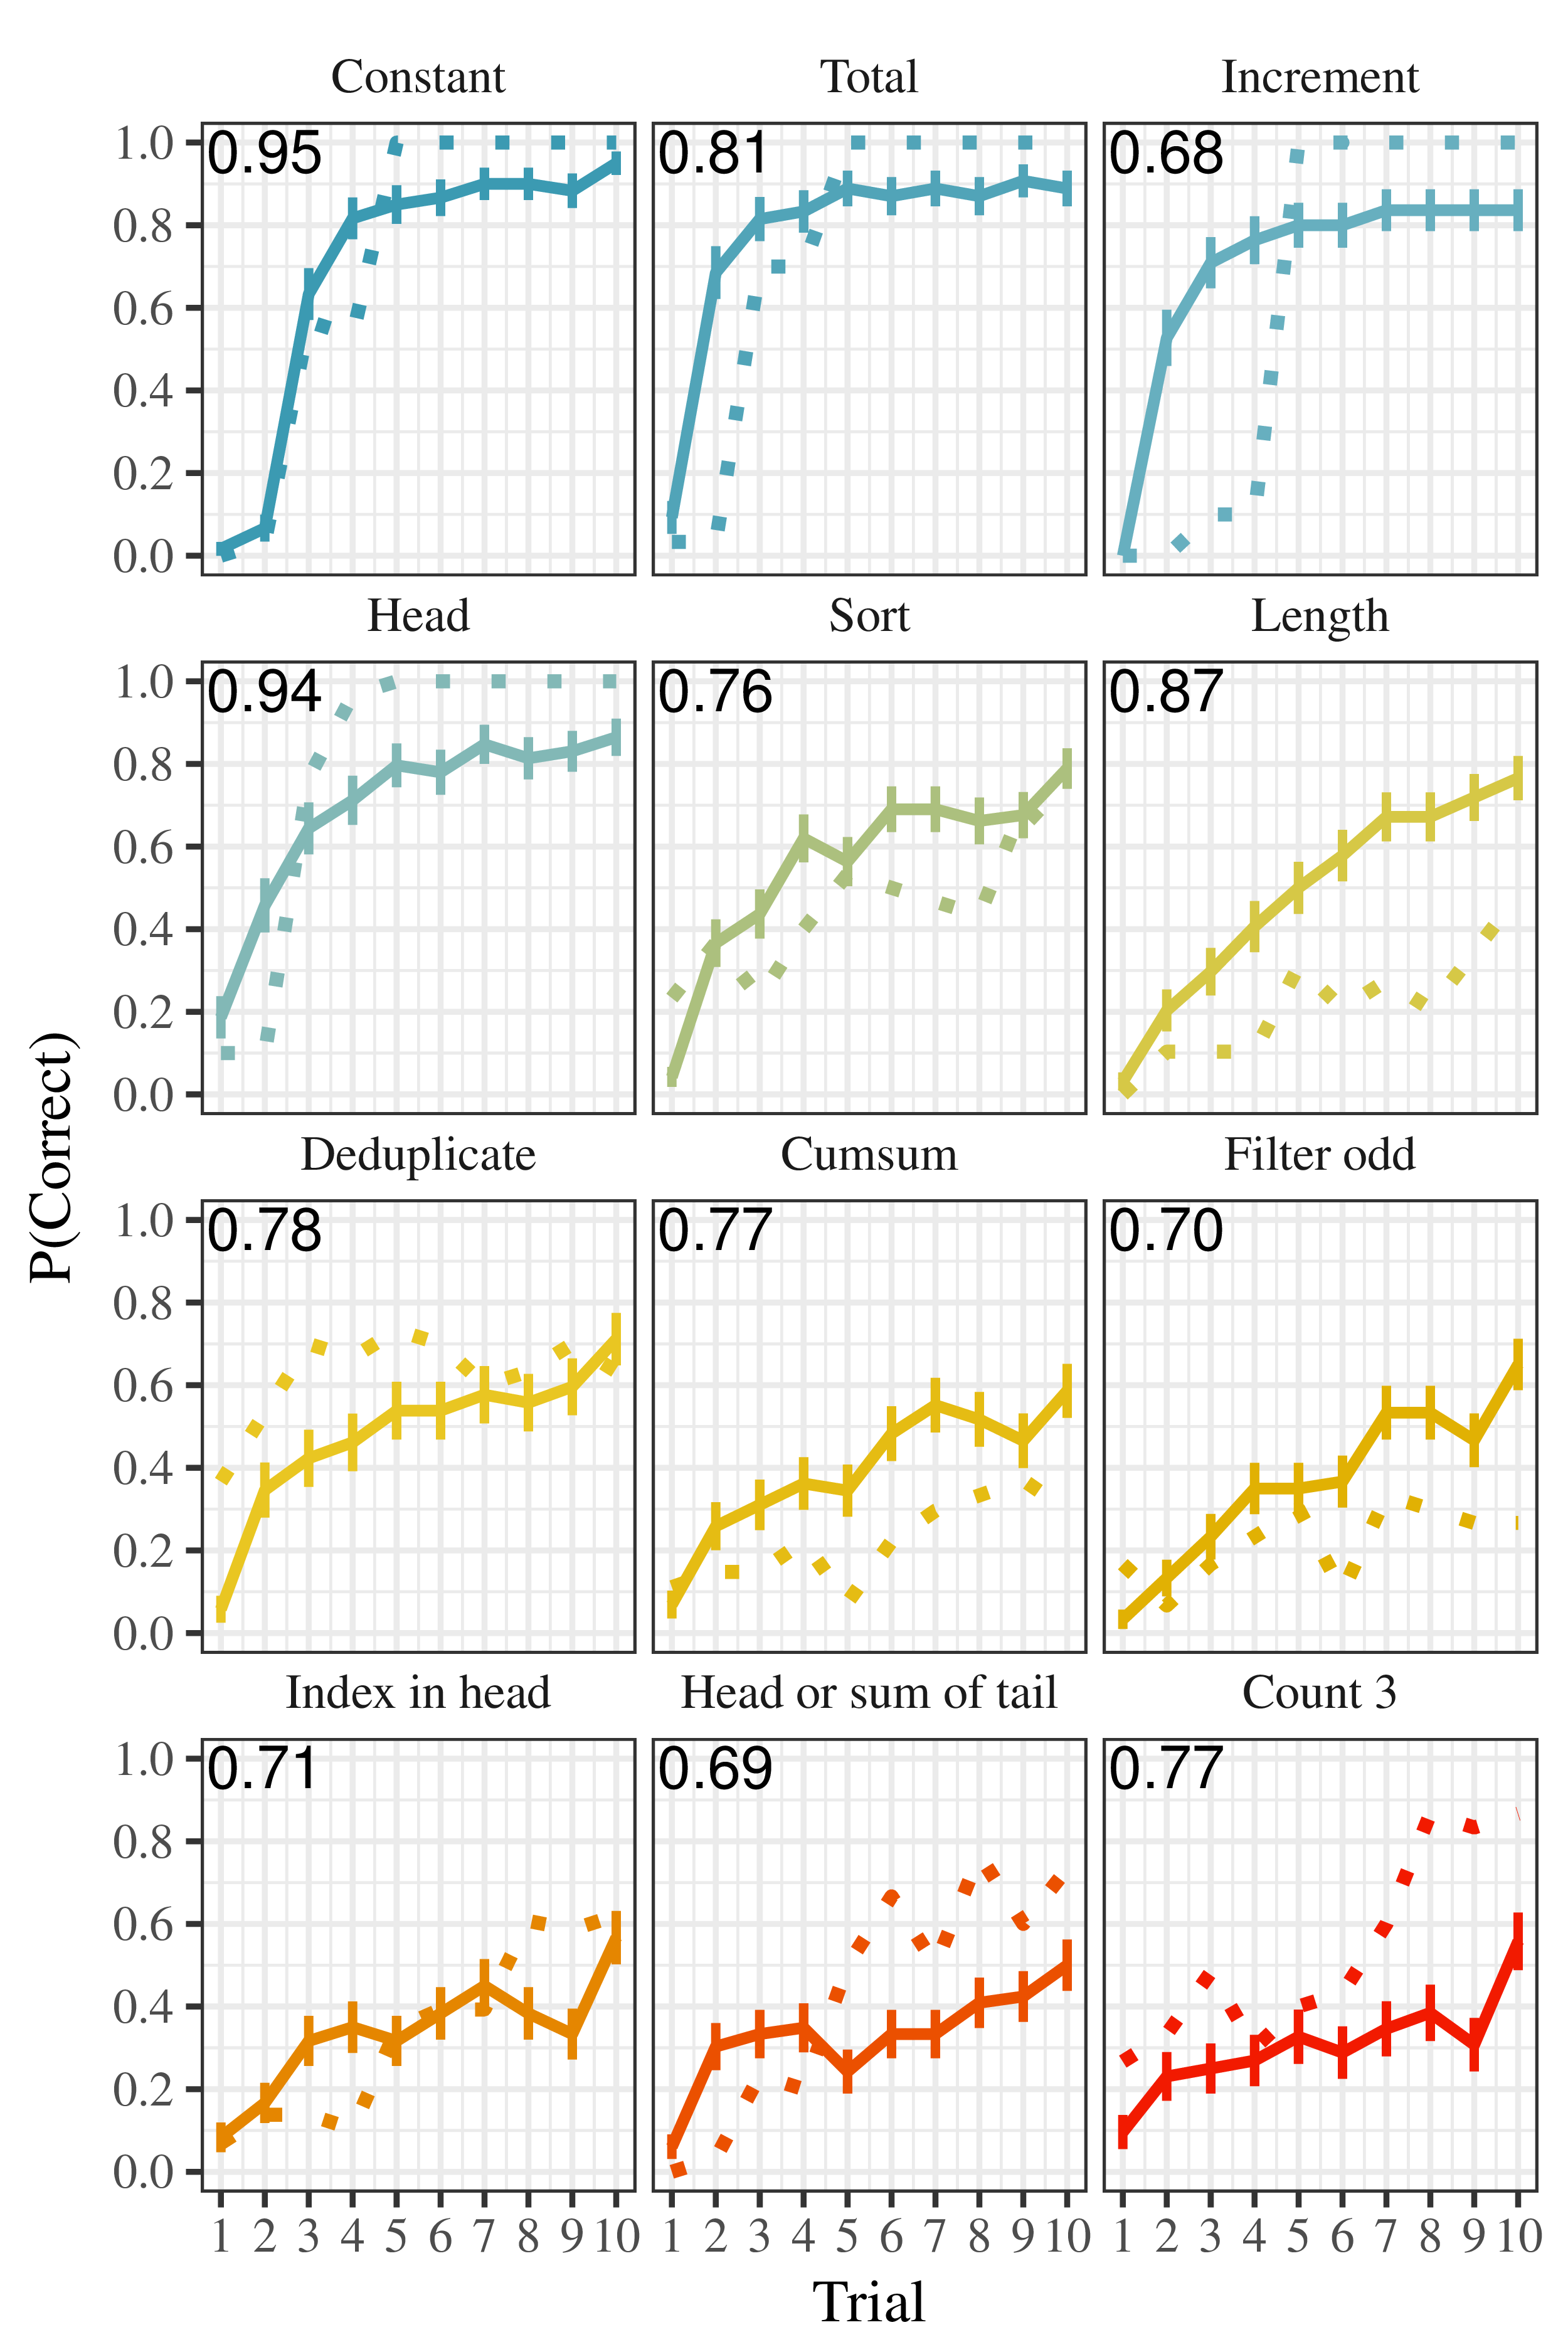 Constant Total Increment
1.0 0.95 0.81 0.68
0.8
0.6
0.4
0.2
0.0
Head Sort Length
1.0 0.94 0.76 0.87
0.8
0.6
0.4
0.2
0.0
P(Correct)
Deduplicate Cumsum Filter odd
1.0 0.78 0.77 0.70
0.8
0.6
0.4
0.2
0.0
Index in head Head or sum of tail Count 3
1.0 0.71 0.69 0.77
0.8
0.6
0.4
0.2
0.0
1 2 3 4 5 6 7 8 9 10 1 2 3 4 5 6 7 8 9 10 1 2 3 4 5 6 7 8 9 10
Trial